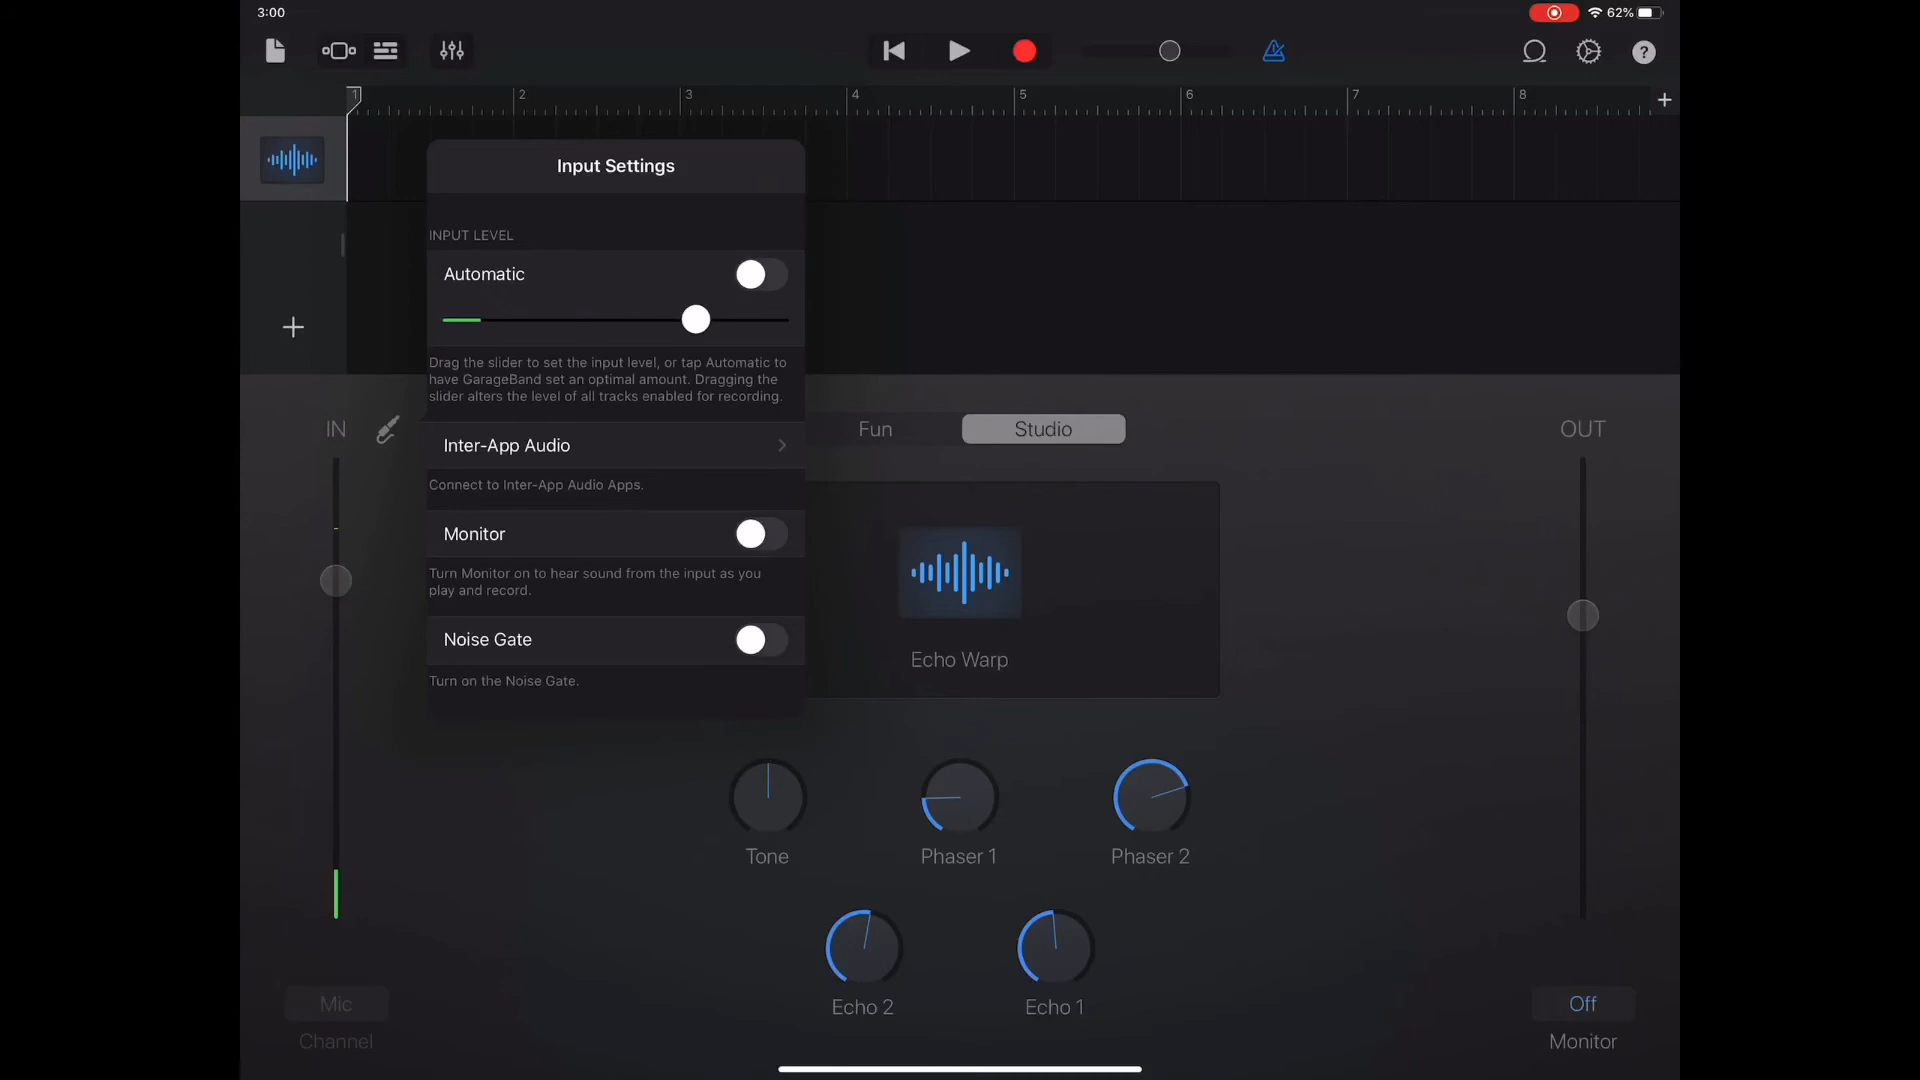 3:00
62%
?
1
2
3
4
5
6
7
8
+
Input Settings
INPUT LEVEL
Automatic
Drag the slider to set the input level, or tap Automatic to
have GarageBand set an optimal amount. Dragging the
slider alters the level of all tracks enabled for recording.
IN
Inter-App Audio
Fun
Studio
OUT
Connect to Inter-App Audio Apps.
Monitor
Turn Monitor on to hear sound from the input as you
play and record.
Noise Gate
Turn on the Noise Gate.
Echo Warp
Tone
Phaser 1
Phaser 2
Echo 2
Echo 1
Mic
Channel
Off
Monitor